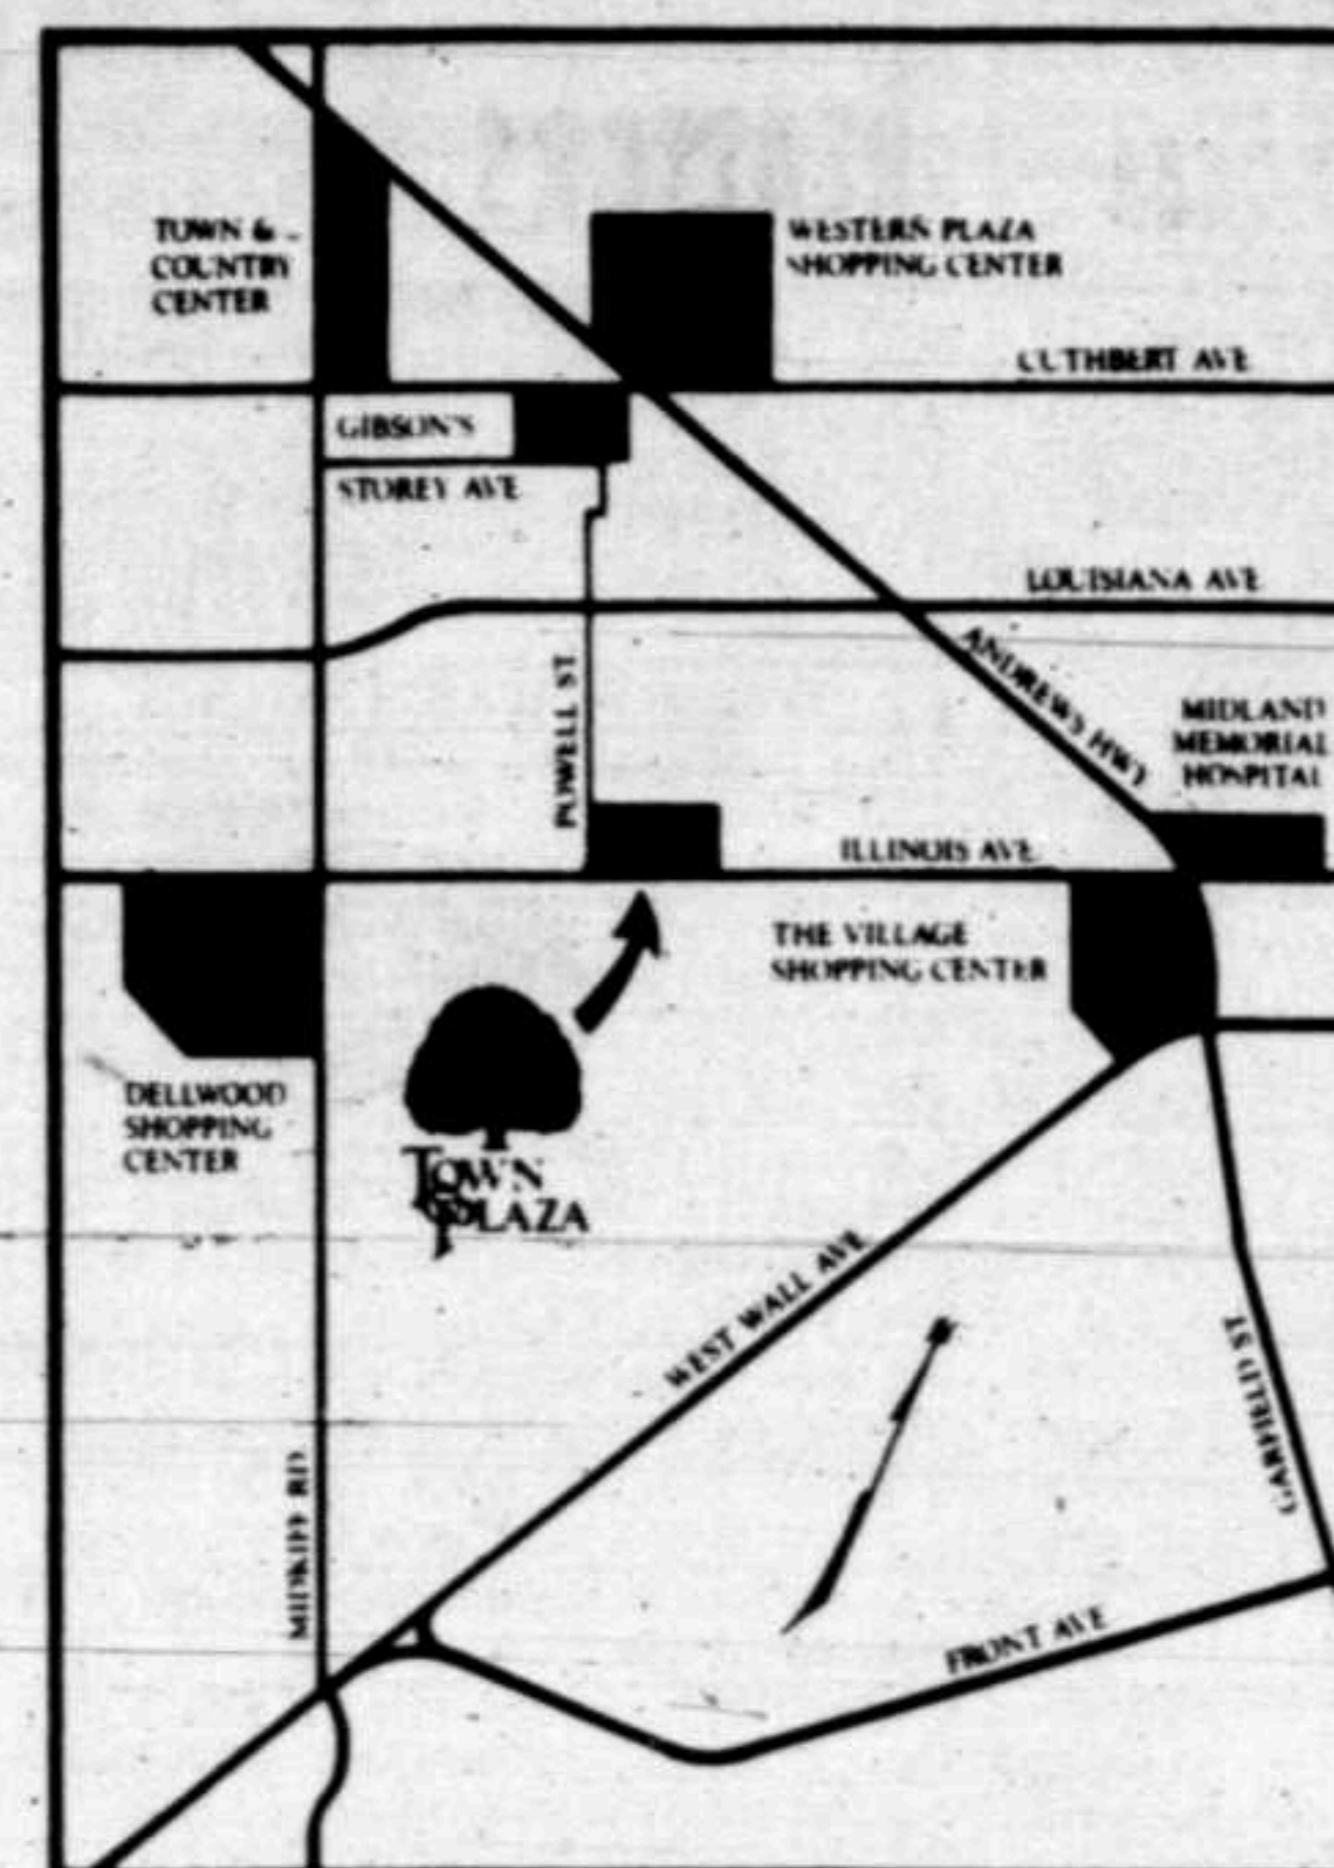 TOWN &
COUNTRY
CENTER
WESTERN PLAZA
SHOPPING CENTER
CUTHBERT AVE
GIBSON'S
STOREY AVE
LOUISIANA AVE
ANDREWS HWY
POWELL ST
MIDLAND
MEMORIAL
HOSPITAL
ILLINOIS AVE
THE VILLAGE
SHOPPING CENTER
DELLWOOD
SHOPPING
CENTER
TOWN
PLAZA
WEST WALL AVE
GARFIELD ST
MIDKIFF RD
FRONT AVE